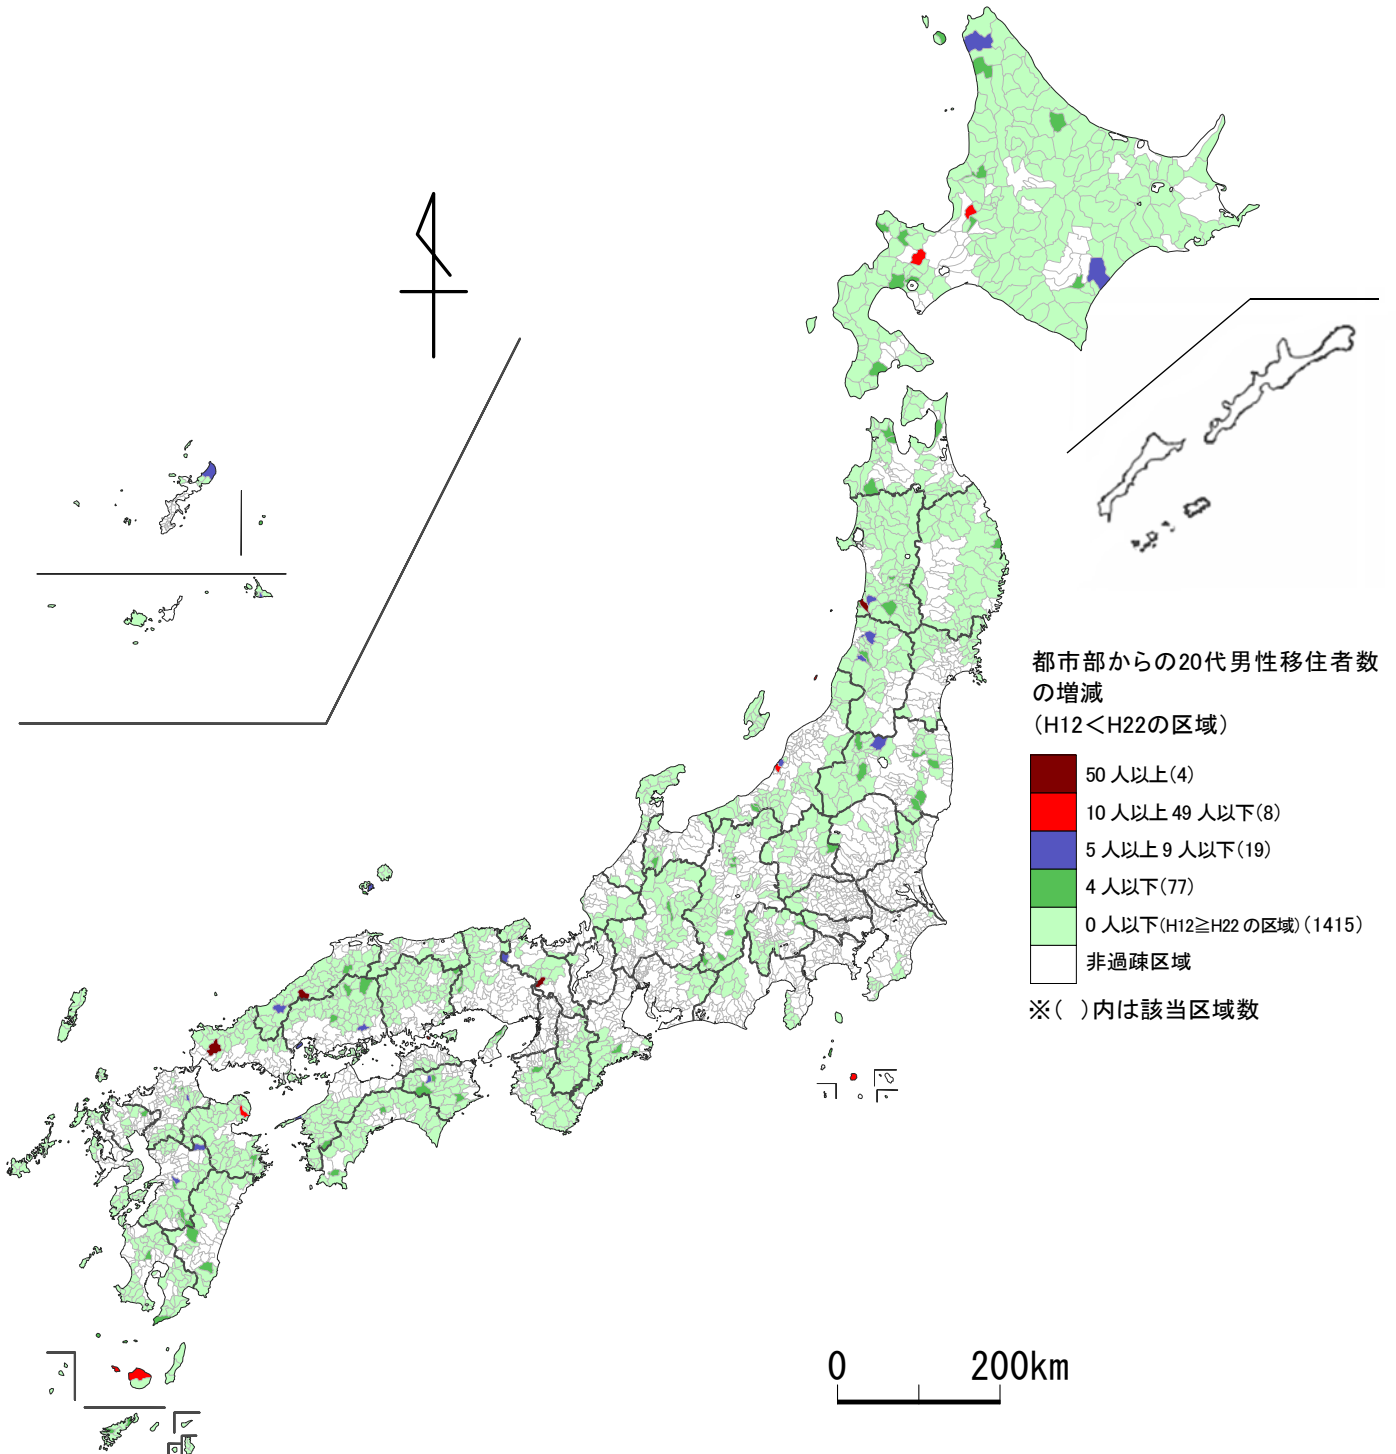 都市部からの20代男性移住者数
の増減
(H12＜H22の区域)
50 人以上(4)
10 人以上 49 人以下(8)
5 人以上 9 人以下(19)
4 人以下(77)
0 人以下(H12≧H22 の区域)(1415)
非過疎区域
※( )内は該当区域数
0 200km